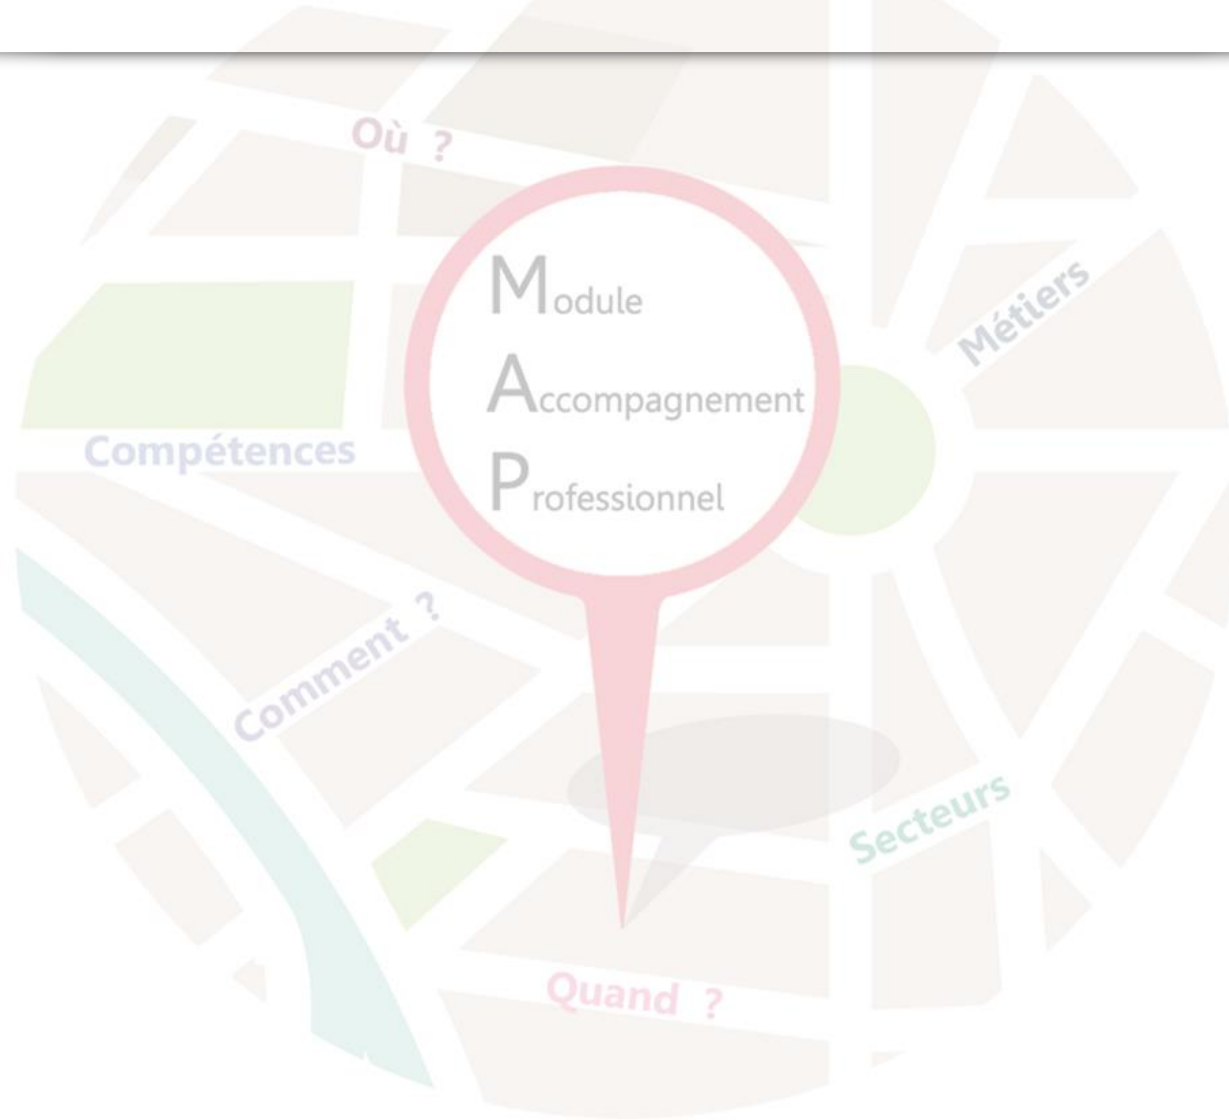 Où ?
Module
Métiers
Accompagnement
Compétences
Professionnel
Comment ?
Secteurs
Quand ?